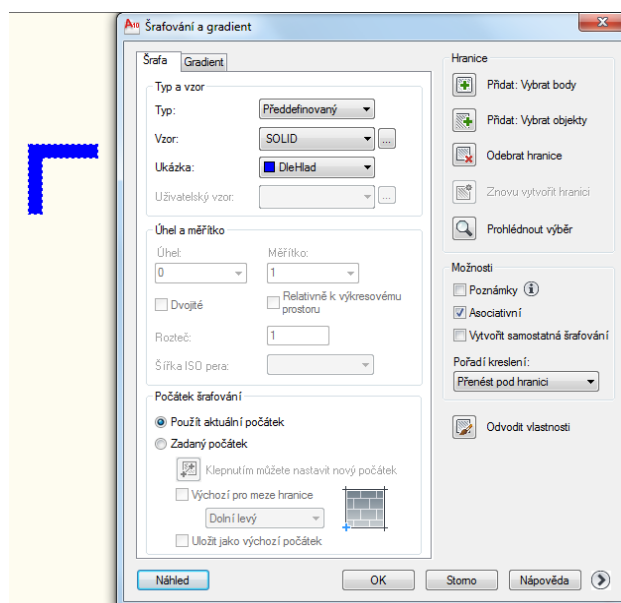 A10 Šrafování a gradient
Šrafa Gradient
Typ a vzor
Typ: Předdefinovaný
Vzor: SOLID ...
Ukázka: DleHlad
Uživatelský vzor: ...
Úhel a měřítko
Úhel: Měřítko:
0 1
Dvojité Relativně k výkresovému prostoru
Rozteč: 1
Šířka ISO pera:
Počátek šrafování
Použít aktuální počátek
Zadaný počátek
Klepnutím můžete nastavit nový počátek
Výchozí pro meze hranice
Dolní levý
Uložit jako výchozí počátek
Hranice
Přidat: Vybrat body
Přidat: Vybrat objekty
Odebrat hranice
Znovu vytvořit hranici
Prohlédnout výběr
Možnosti
Poznámky
Asociativní
Vytvořit samostatná šrafování
Pořadí kreslení:
Přenést pod hranici
Odvodit vlastnosti
Náhled OK Storno Nápověda